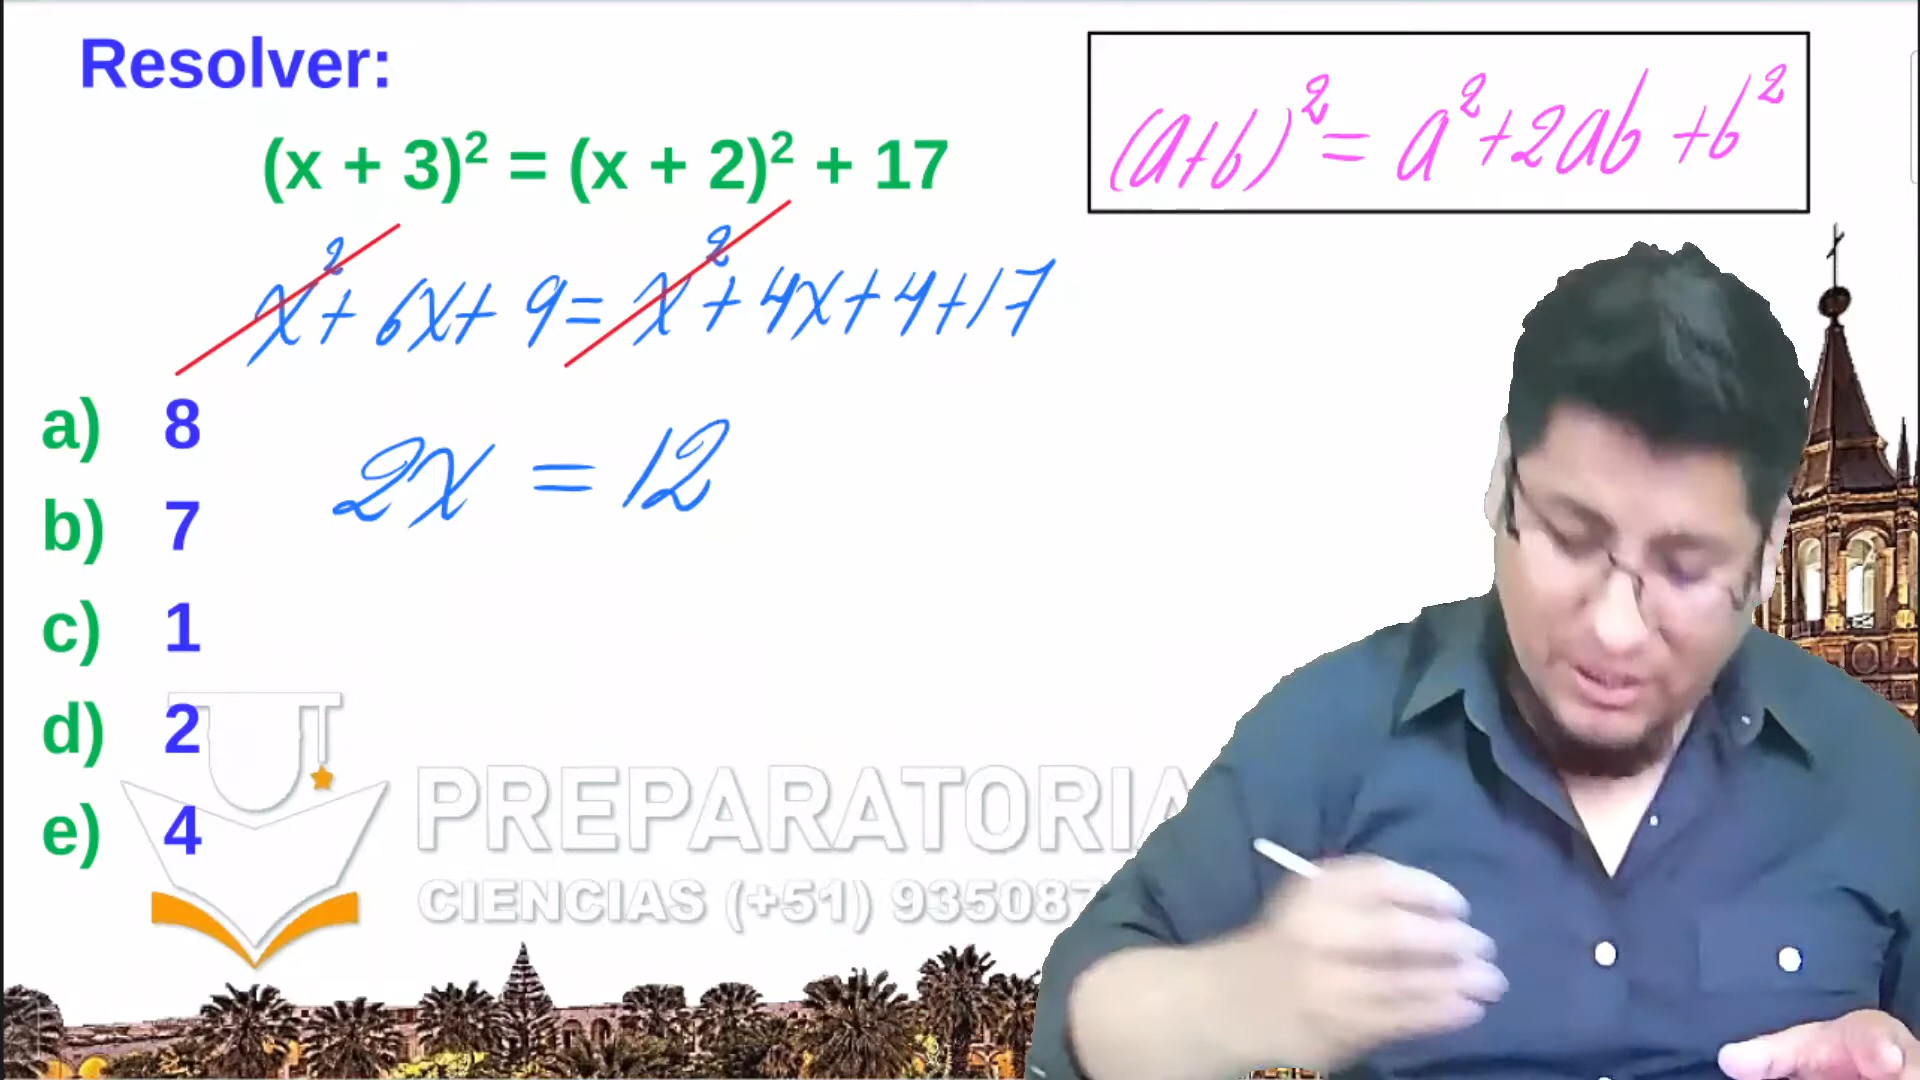 Resolver:
(x + 3)² = (x + 2)² + 17
(a+b)² = a² + 2ab + b²
x² + 6x + 9 = x² + 4x + 4 + 17
2x = 12
a) 8
b) 7
c) 1
d) 2
e) 4
PREPARATORIA
CIENCIAS (+51) 93508